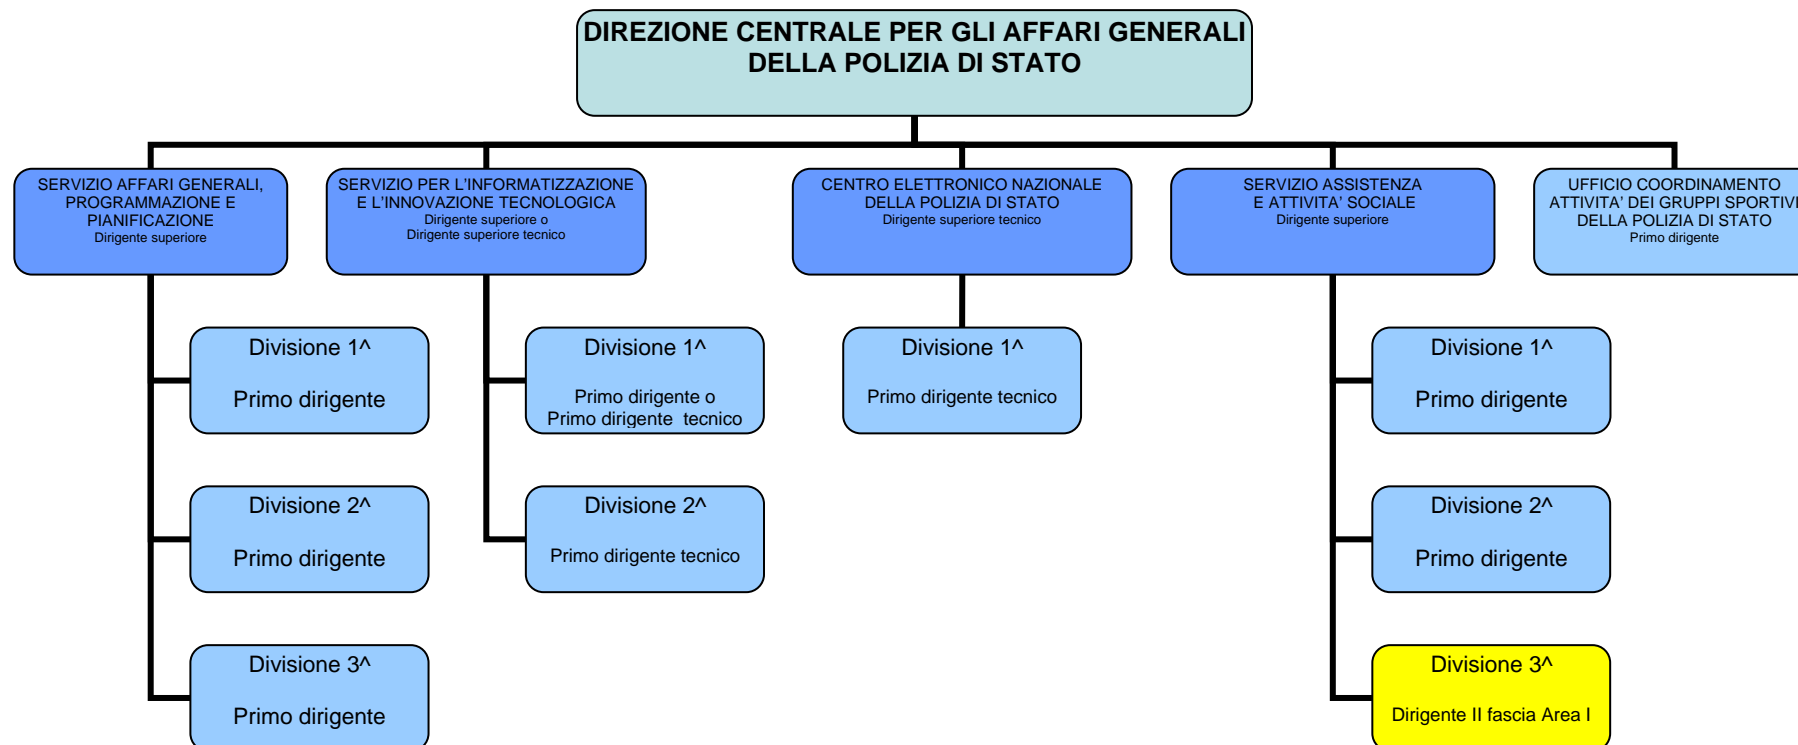 DIREZIONE CENTRALE PER GLI AFFARI GENERALI
DELLA POLIZIA DI STATO
SERVIZIO AFFARI GENERALI,
PROGRAMMAZIONE E
PIANIFICAZIONE
Dirigente superiore
SERVIZIO PER L'INFORMATIZZAZIONE
E L'INNOVAZIONE TECNOLOGICA
Dirigente superiore o
Dirigente superiore tecnico
CENTRO ELETTRONICO NAZIONALE
DELLA POLIZIA DI STATO
Dirigente superiore tecnico
SERVIZIO ASSISTENZA
E ATTIVITA' SOCIALE
Dirigente superiore
UFFICIO COORDINAMENTO
ATTIVITA' DEI GRUPPI SPORTIVI
DELLA POLIZIA DI STATO
Primo dirigente
Divisione 1^
Primo dirigente
Divisione 2^
Primo dirigente
Divisione 3^
Primo dirigente
Divisione 1^
Primo dirigente o
Primo dirigente tecnico
Divisione 2^
Primo dirigente tecnico
Divisione 1^
Primo dirigente tecnico
Divisione 1^
Primo dirigente
Divisione 2^
Primo dirigente
Divisione 3^
Dirigente II fascia Area I